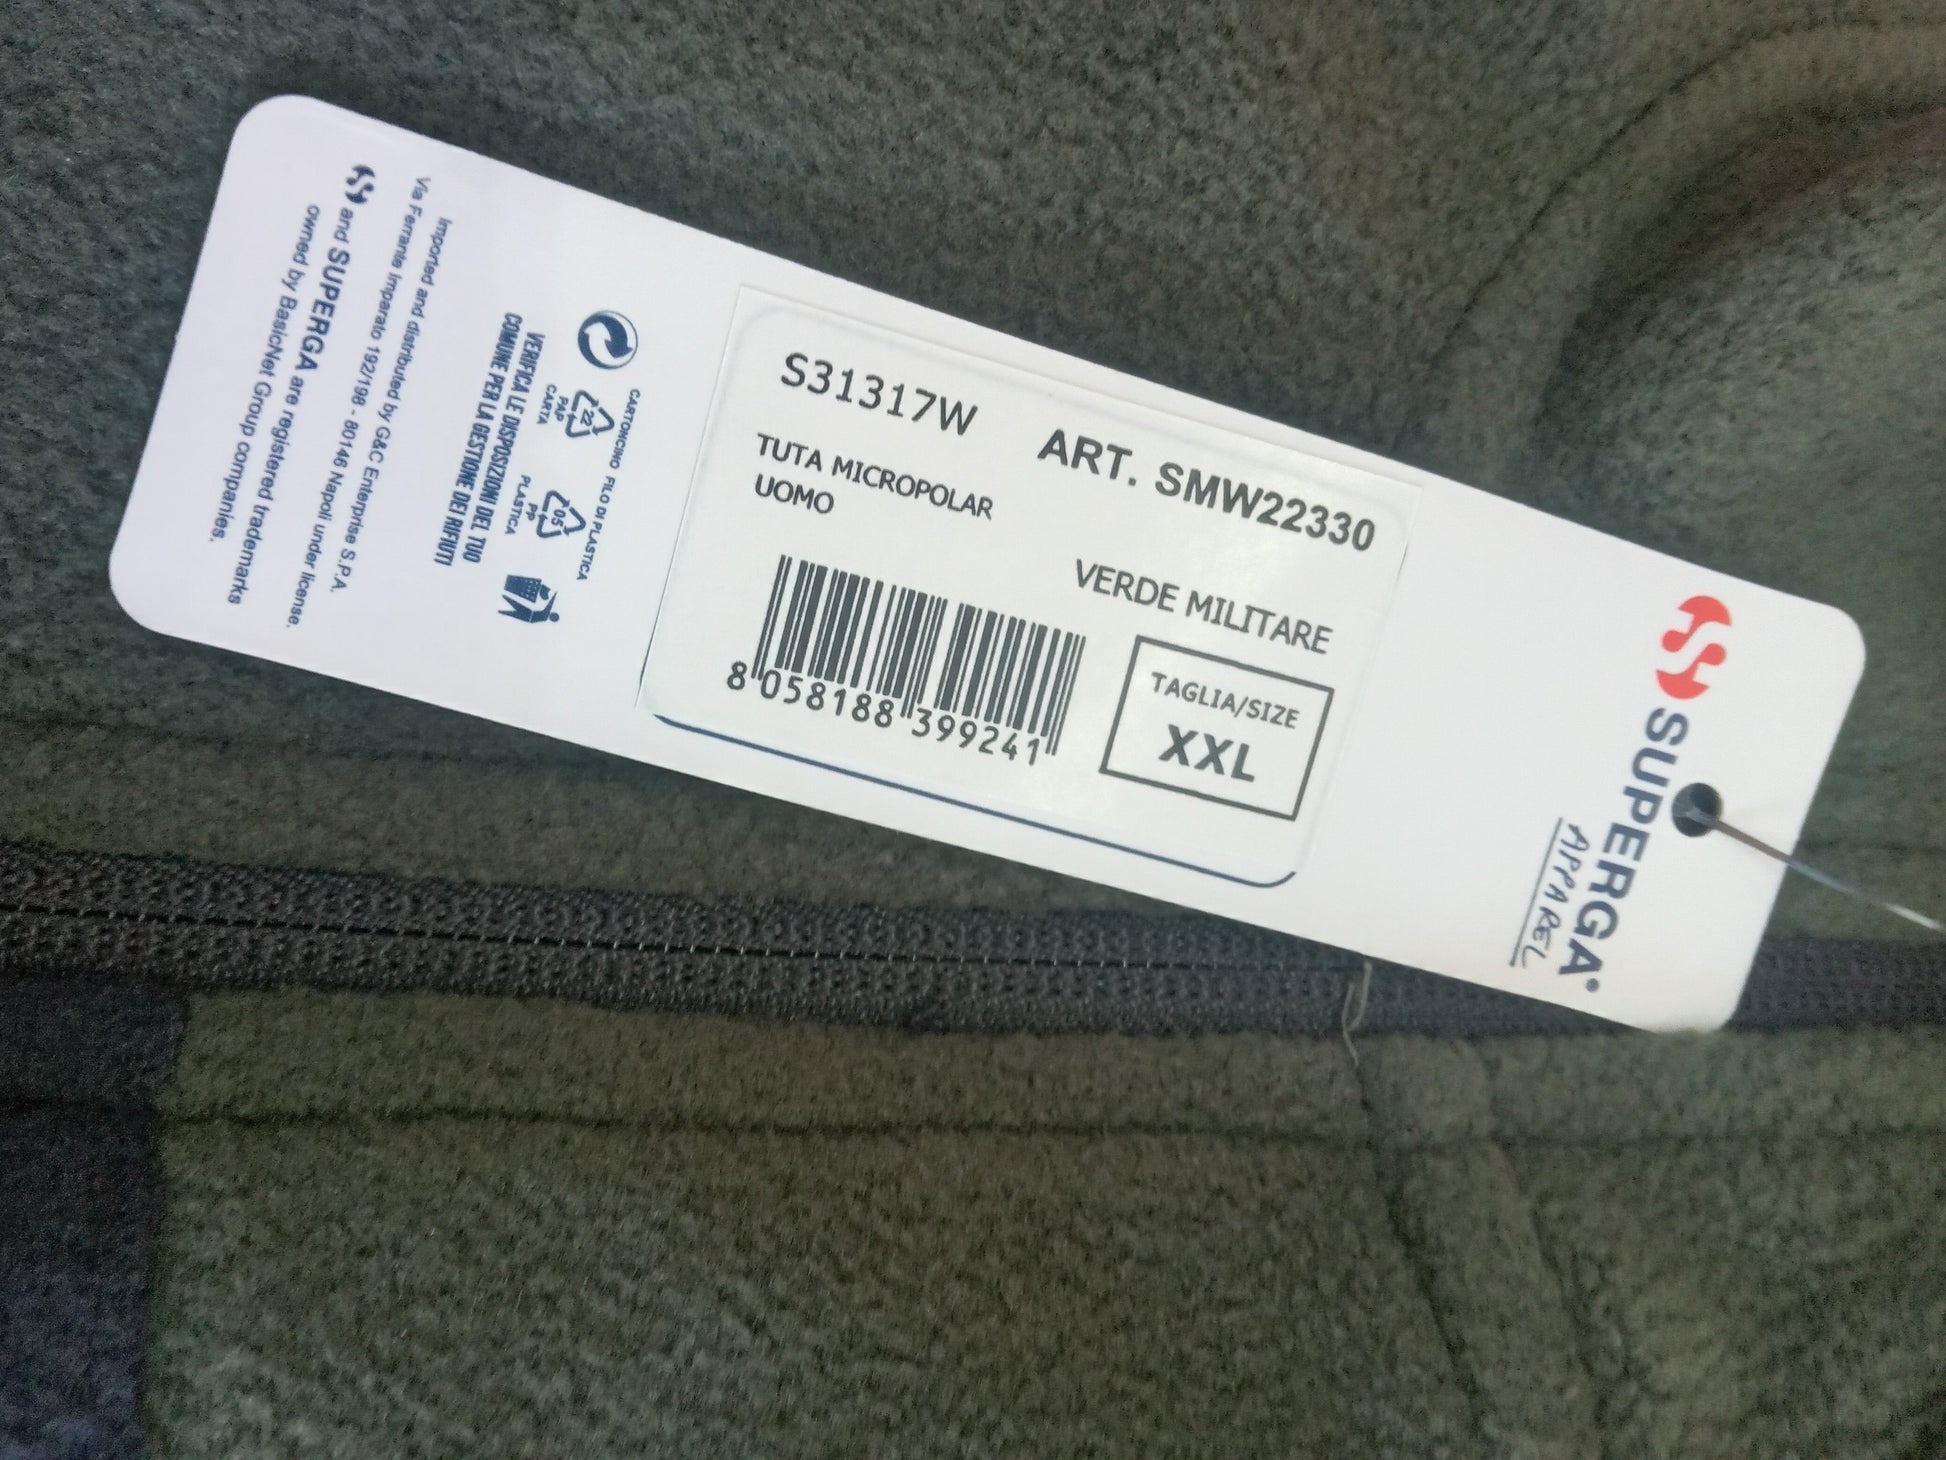 S31317W
ART. SMW22330
TUTA MICROPOLAR
UOMO
VERDE MILITARE
8 058188 399241
TAGLIA/SIZE
XXL
SUPERGA
APPAREL
CARTONCINO
FILO DI PLASTICA
22
PAP
CARTA
05
PP
PLASTICA
VERIFICA LE DISPOSIZIONI DEL TUO
COMUNE PER LA GESTIONE DEI RIFIUTI
Imported and distributed by G&C Enterprise S.P.A.
Via Ferrante Imparato 192/198 - 80146 Napoli under license.
and SUPERGA are registered trademarks
owned by BasicNet Group companies.